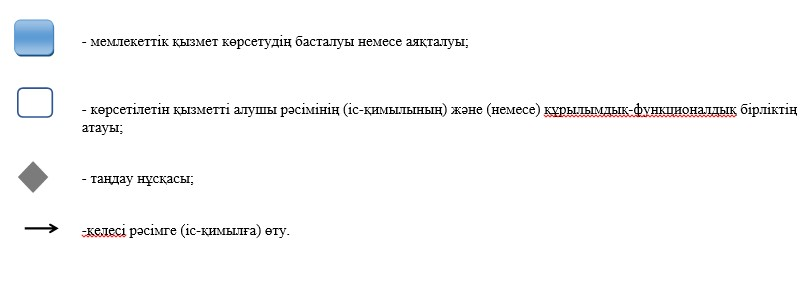 - мемлекеттік қызмет көрсетудің басталуы немесе аяқталуы;
- көрсетілетін қызметті алушы рәсімінің (іс-қимылының) және (немесе) құрылымдық-функционалдық бірліктің
атауы;
- таңдау нұсқасы;
-келесі рәсімге (іс-қимылға) өту.